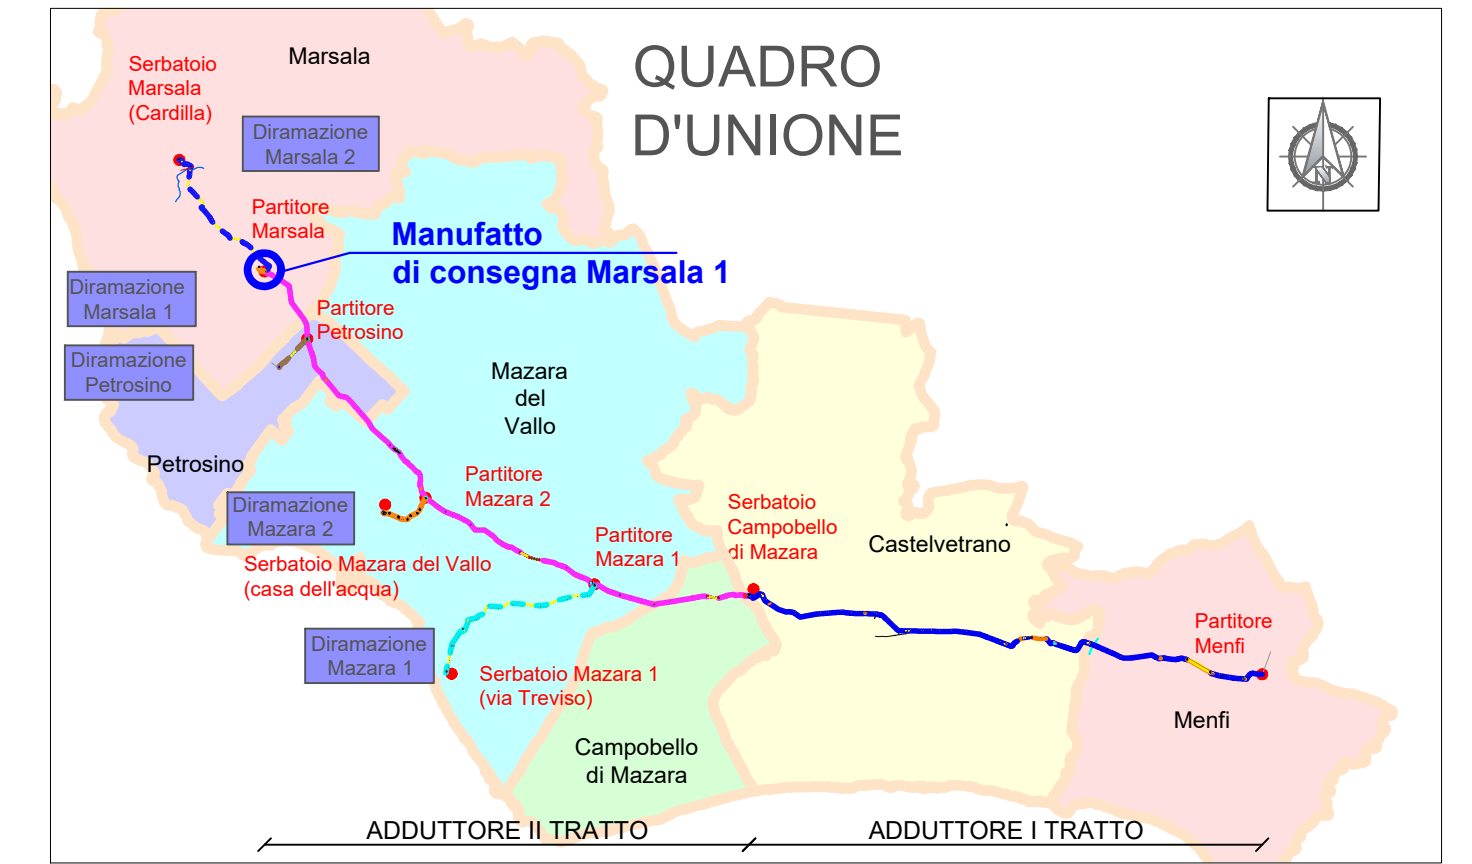 QUADRO
D'UNIONE
Marsala
Serbatoio
Marsala
(Cardilla)
Diramazione
Marsala 2
Partitore
Marsala
Manufatto
di consegna Marsala 1
Diramazione
Marsala 1
Partitore
Petrosino
Diramazione
Petrosino
Mazara
del
Vallo
Petrosino
Partitore
Mazara 2
Diramazione
Mazara 2
Serbatoio
Campobello
di Mazara
Partitore
Mazara 1
Castelvetrano
Serbatoio Mazara del Vallo
(casa dell'acqua)
Diramazione
Mazara 1
Partitore
Menfi
Serbatoio Mazara 1
(via Treviso)
Menfi
Campobello
di Mazara
ADDUTTORE II TRATTO
ADDUTTORE I TRATTO
N